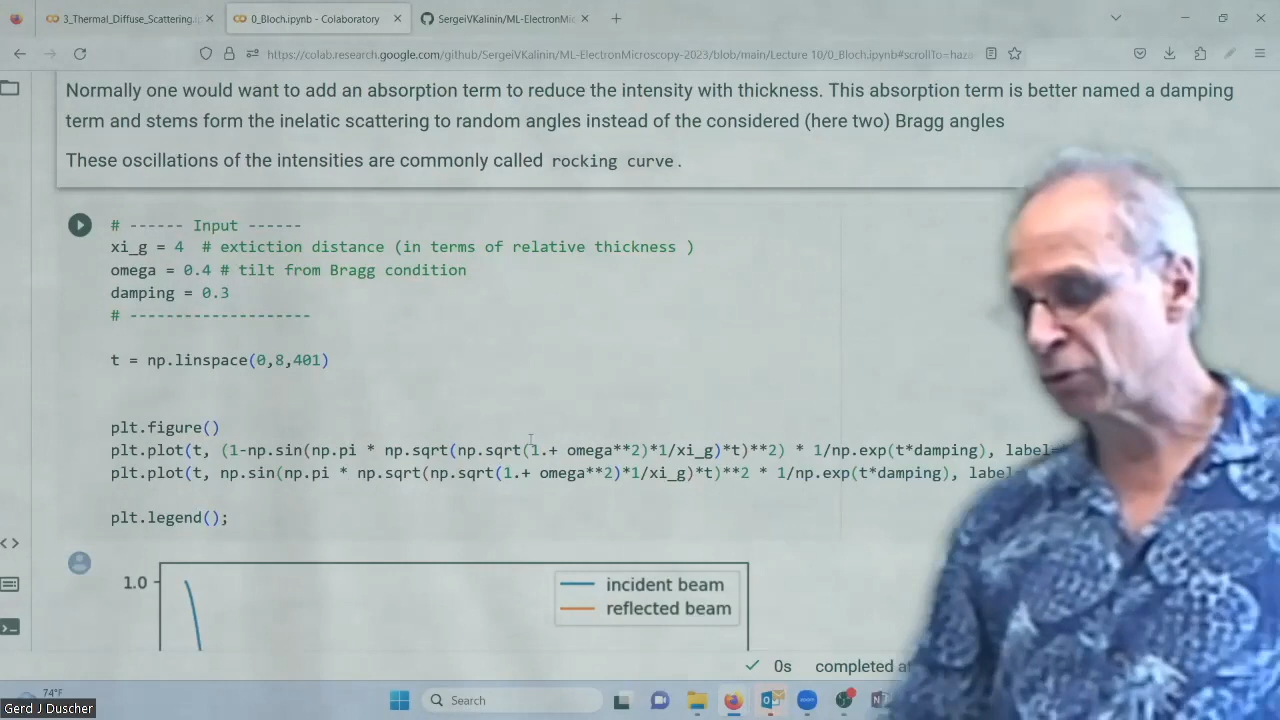 3_Thermal_Diffuse_Scattering.i
0_Bloch.ipynb - Colaboratory
SergeiVKalinin/ML-ElectronMic
https://colab.research.google.com/github/SergeiVKalinin/ML-ElectronMicroscopy-2023/blob/main/Lecture 10/0_Bloch.ipynb#scrollTo=haza
Normally one would want to add an absorption term to reduce the intensity with thickness. This absorption term is better named a damping
term and stems form the inelatic scattering to random angles instead of the considered (here two) Bragg angles
These oscillations of the intensities are commonly called rocking curve.
# ------ Input ------
xi_g = 4 # extiction distance (in terms of relative thickness )
omega = 0.4 # tilt from Bragg condition
damping = 0.3
# --------------------
t = np.linspace(0,8,401)
plt.figure()
plt.plot(t, (1-np.sin(np.pi * np.sqrt(np.sqrt(1.+ omega**2)*1/xi_g)*t)**2) * 1/np.exp(t*damping), label=
plt.plot(t, np.sin(np.pi * np.sqrt(np.sqrt(1.+ omega**2)*1/xi_g)*t)**2 * 1/np.exp(t*damping), label
plt.legend();
1.0
incident beam
reflected beam
0s completed at
74°F
Search
Gerd J Duscher